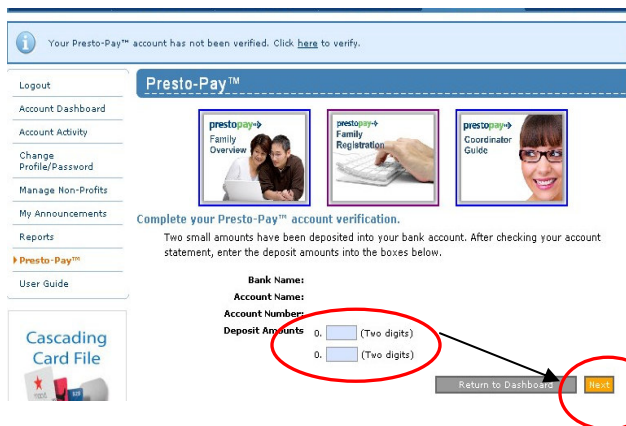 Your Presto-Pay™ account has not been verified. Click here to verify.
Logout
Account Dashboard
Account Activity
Change
Profile/Password
Manage Non-Profits
My Announcements
Reports
Presto-Pay™
User Guide
Cascading
Card File
Presto-Pay™
prestopay
Family
Overview
prestopay
Family
Registration
prestopay
Coordinator
Guide
Complete your Presto-Pay™ account verification.
Two small amounts have been deposited into your bank account. After checking your account
statement, enter the deposit amounts into the boxes below.
Bank Name:
Account Name:
Account Number:
Deposit Amounts 0. (Two digits)
0. (Two digits)
Return to Dashboard Next